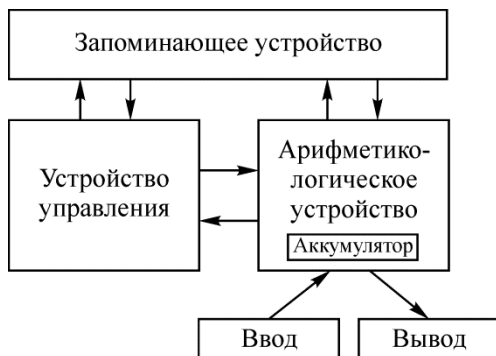 Запоминающее устройство
Устройство
управления
Арифметико-
логическое
устройство
Аккумулятор
Ввод
Вывод